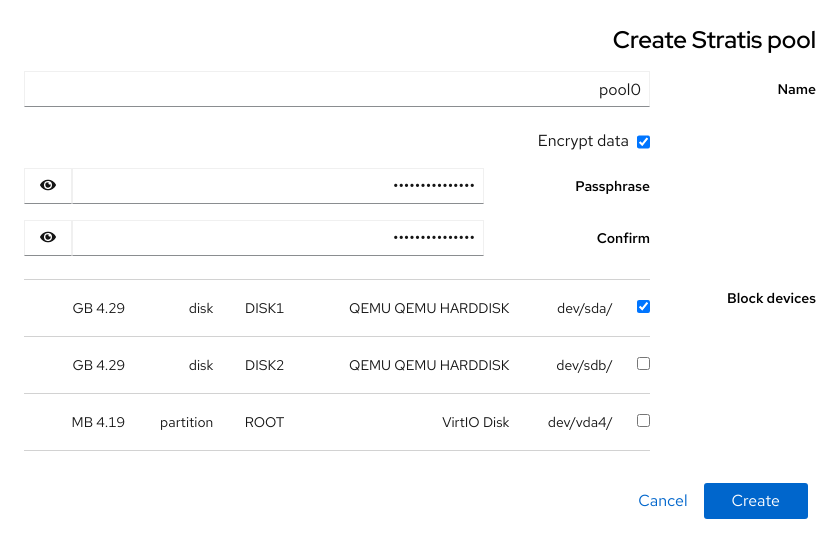 Create Stratis pool
Name pool0
Encrypt data
Passphrase •••••••••••••••
Confirm •••••••••••••••
Block devices
dev/sda/ QEMU QEMU HARDDISK DISK1 disk GB 4.29
dev/sdb/ QEMU QEMU HARDDISK DISK2 disk GB 4.29
dev/vda4/ VirtIO Disk ROOT partition MB 4.19
Create Cancel